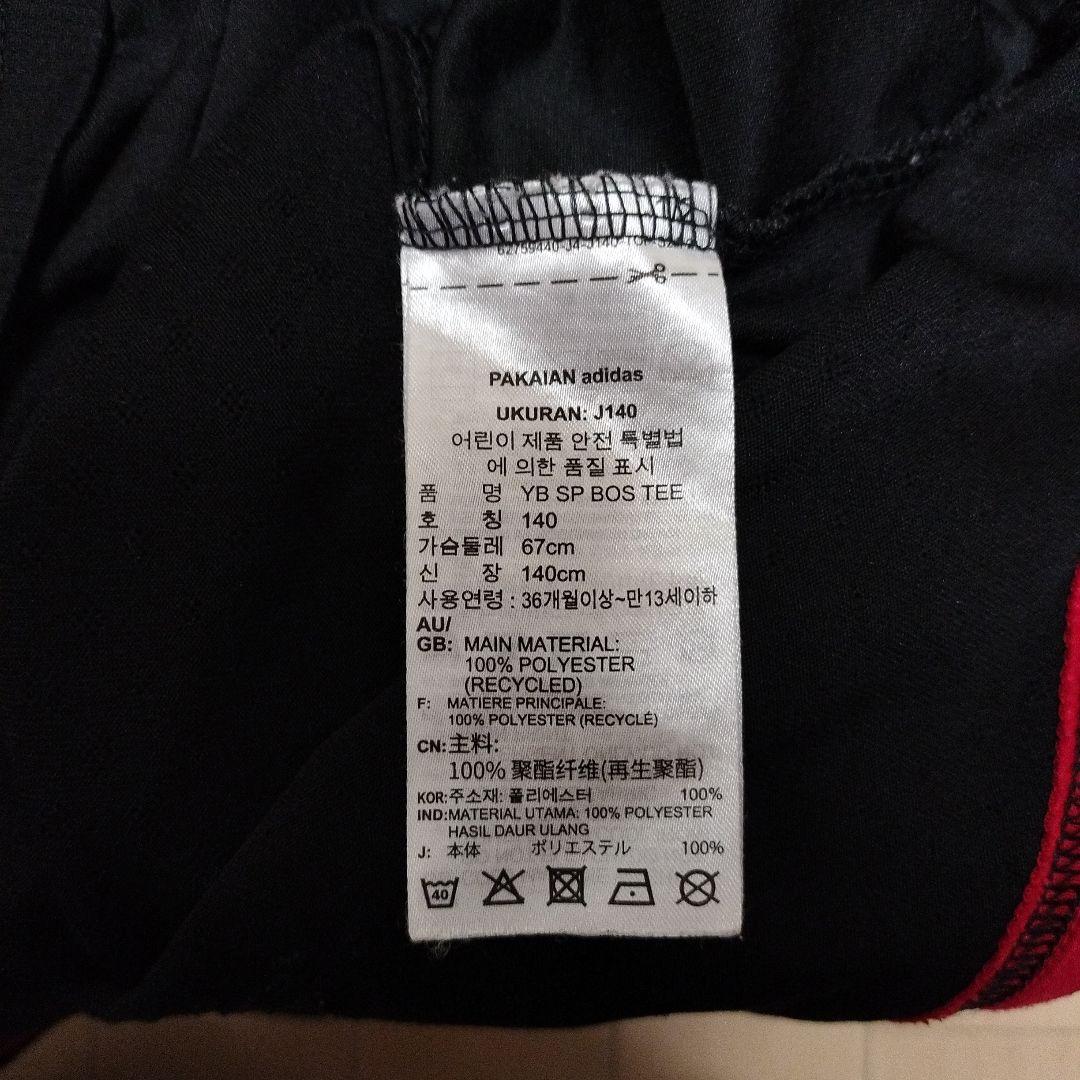 PAKAIAN adidas
UKURAN: J140
어린이 제품 안전 특별법
에 의한 품질 표시
품 명 YB SP BOS TEE
호 칭 140
가슴둘레 67cm
신 장 140cm
사용연령 : 36개월이상~만13세이하
AU/
GB: MAIN MATERIAL:
100% POLYESTER
(RECYCLED)
F: MATIERE PRINCIPALE:
100% POLYESTER (RECYCLÉ)
CN: 主料:
100% 聚酯纤维(再生聚酯)
KOR: 주소재: 폴리에스터 100%
IND: MATERIAL UTAMA: 100% POLYESTER
HASIL DAUR ULANG
J: 本体 ポリエステル 100%
40